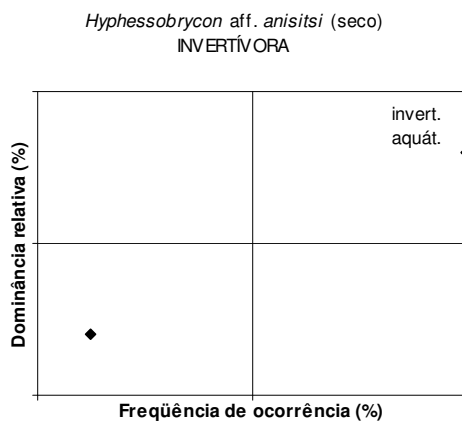 Hyphessobrycon aff. anisitsi (seco)
INVERTÍVORA
invert.
aquát.
Dominância relativa (%)
Freqüência de ocorrência (%)